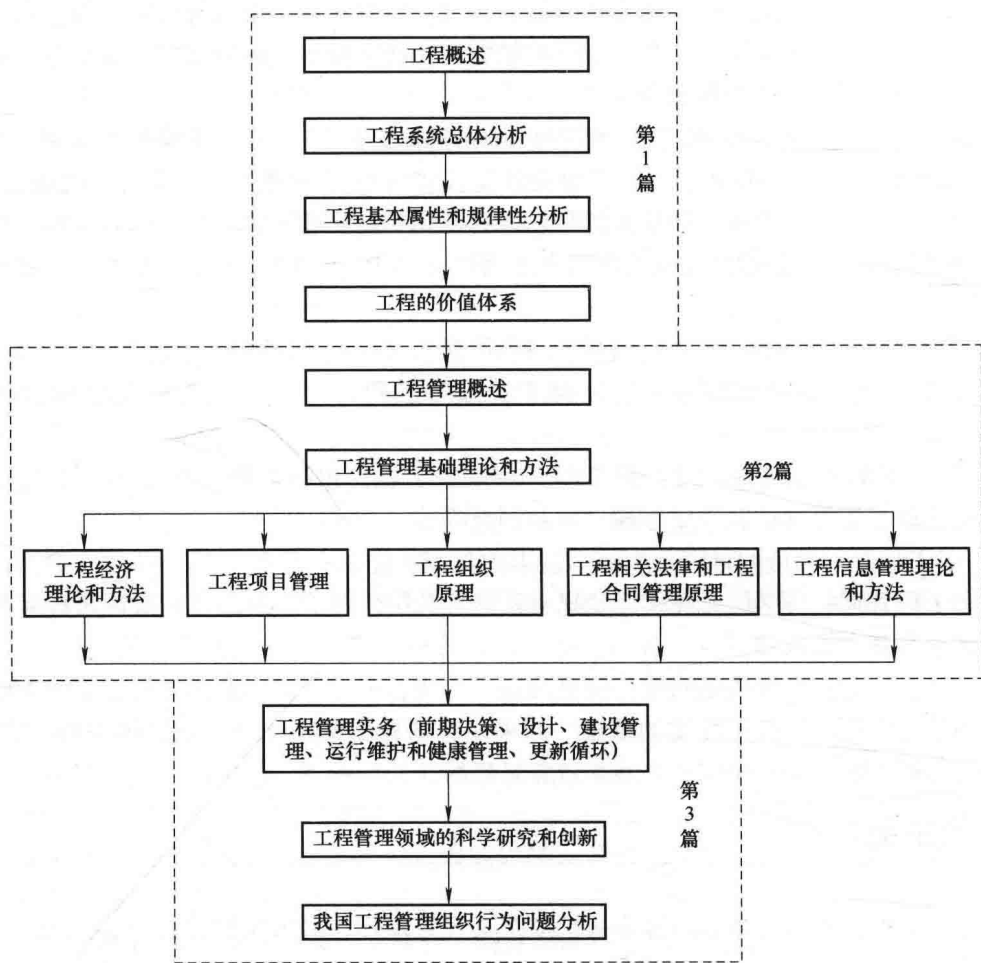 工程概述
工程系统总体分析
第
1
篇
工程基本属性和规律性分析
工程的价值体系
工程管理概述
工程管理基础理论和方法
第2篇
工程经济
理论和方法
工程项目管理
工程组织
原理
工程相关法律和工程
合同管理原理
工程信息管理理论
和方法
工程管理实务（前期决策、设计、建设管
理、运行维护和健康管理、更新循环）
第
3
篇
工程管理领域的科学研究和创新
我国工程管理组织行为问题分析